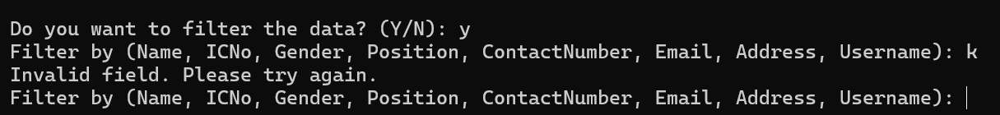 Do you want to filter the data? (Y/N): y
Filter by (Name, ICNo, Gender, Position, ContactNumber, Email, Address, Username): k
Invalid field. Please try again.
Filter by (Name, ICNo, Gender, Position, ContactNumber, Email, Address, Username):